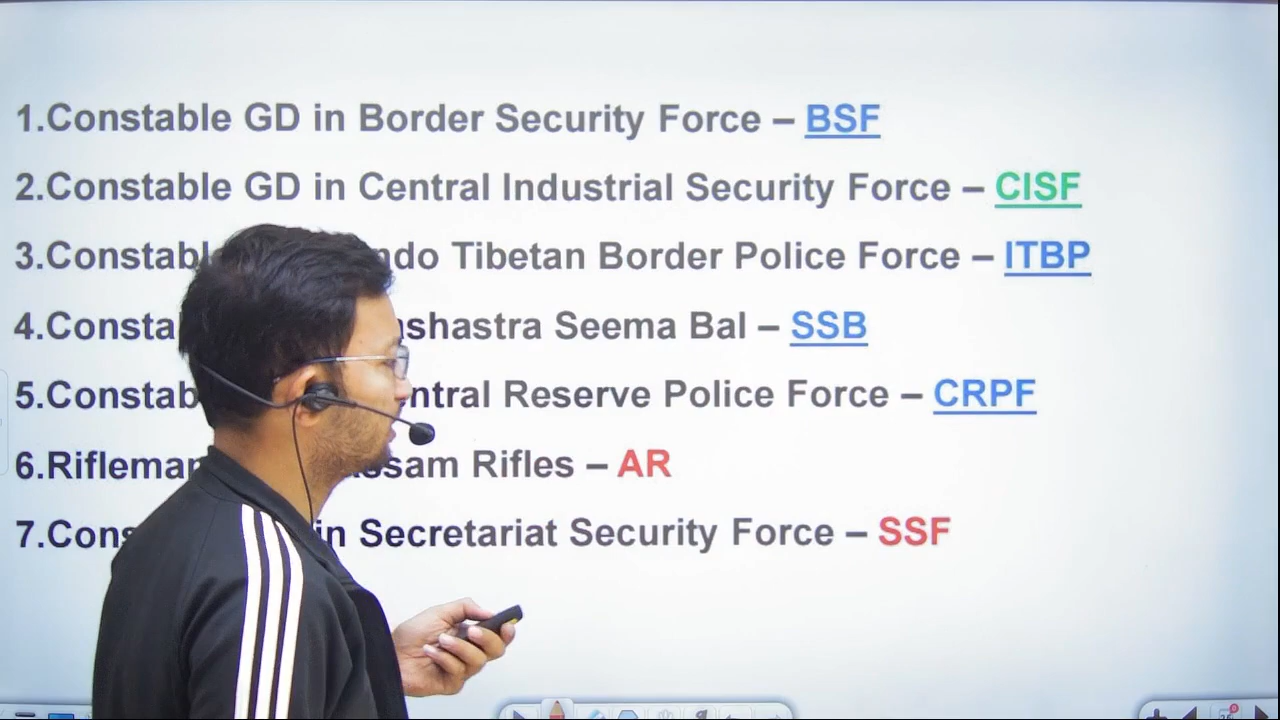 1.Constable GD in Border Security Force – BSF
2.Constable GD in Central Industrial Security Force – CISF
3.Constabl ndo Tibetan Border Police Force – ITBP
4.Consta shastra Seema Bal – SSB
5.Constab ntral Reserve Police Force – CRPF
6.Rifleman ssam Rifles – AR
7.Cons in Secretariat Security Force – SSF